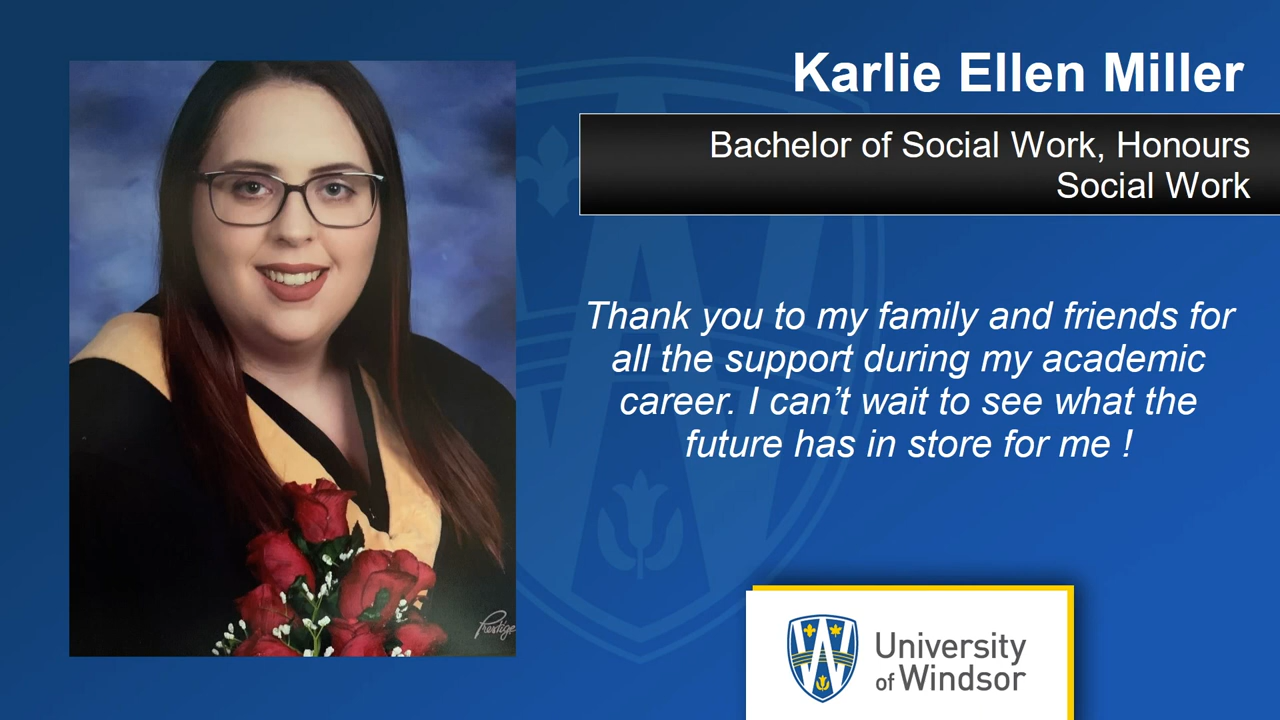 Karlie Ellen Miller
Bachelor of Social Work, Honours
Social Work
Thank you to my family and friends for
all the support during my academic
career. I can’t wait to see what the
future has in store for me !
Prestige
University
of Windsor